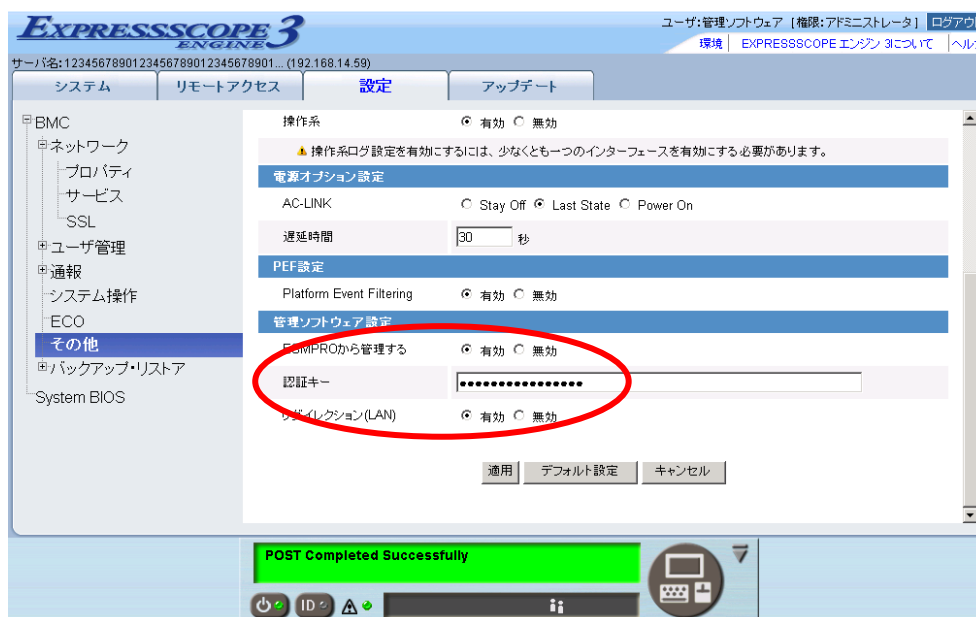 EXPRESSSCOPE 3
ENGINE
ユーザ:管理ソフトウェア [権限:アドミニストレータ] ログアウ
環境 EXPRESSSCOPE エンジン 3について ヘル
サーバ名:1234567890123456789012345678901... (192.168.14.59)
システム リモートアクセス 設定 アップデート
BMC
ネットワーク
プロパティ
サービス
SSL
ユーザ管理
通報
システム操作
ECO
その他
バックアップ・リストア
System BIOS
操作系 有効 無効
操作系ログ設定を有効にするには、少なくとも一つのインターフェースを有効にする必要があります。
電源オプション設定
AC-LINK Stay Off Last State Power On
遅延時間 30 秒
PEF設定
Platform Event Filtering 有効 無効
管理ソフトウェア設定
ESMPROから管理する 有効 無効
認証キー ••••••••••••••••
リダイレクション(LAN) 有効 無効
適用 デフォルト設定 キャンセル
POST Completed Successfully
ID